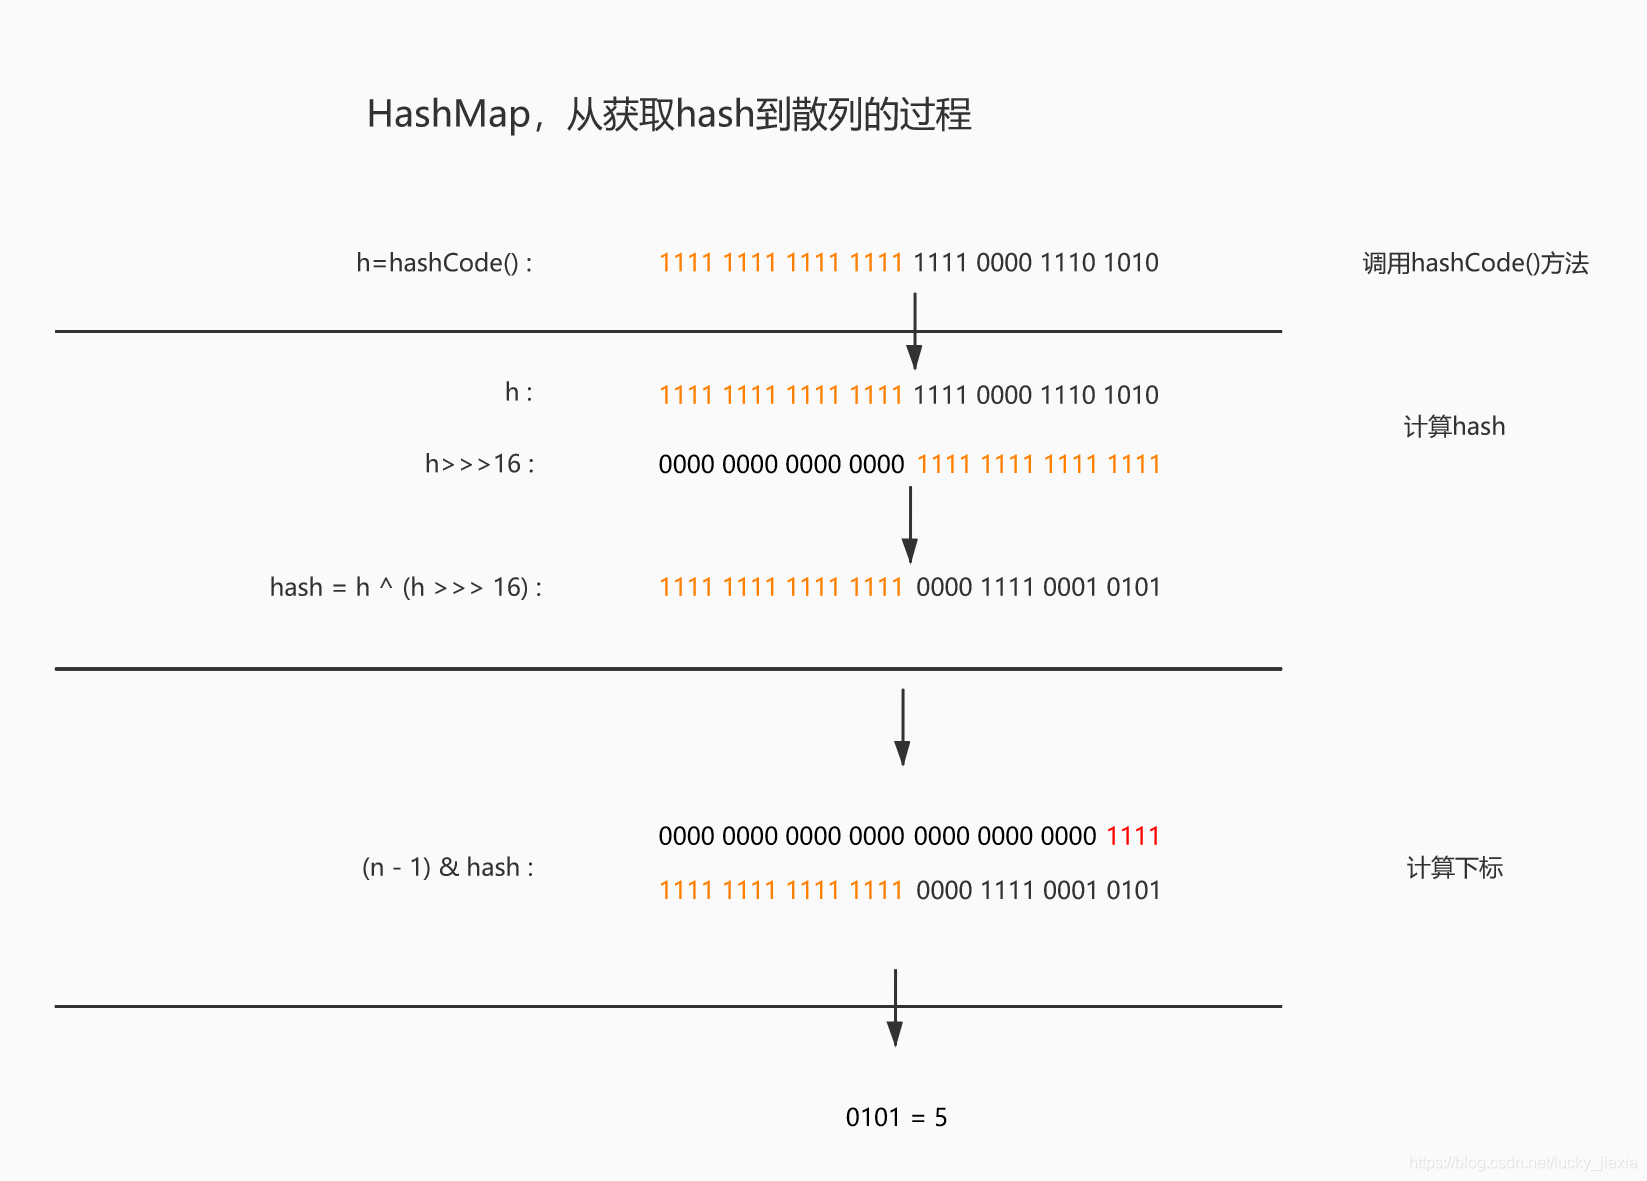 HashMap，从获取hash到散列的过程
h=hashCode() : 1111 1111 1111 1111 1111 0000 1110 1010 调用hashCode()方法
h : 1111 1111 1111 1111 1111 0000 1110 1010
计算hash
h>>>16 : 0000 0000 0000 0000 1111 1111 1111 1111
hash = h ^ (h >>> 16) : 1111 1111 1111 1111 0000 1111 0001 0101
0000 0000 0000 0000 0000 0000 0000 1111
(n - 1) & hash : 计算下标
1111 1111 1111 1111 0000 1111 0001 0101
0101 = 5
https://blog.csdn.net/lucky_jiexia